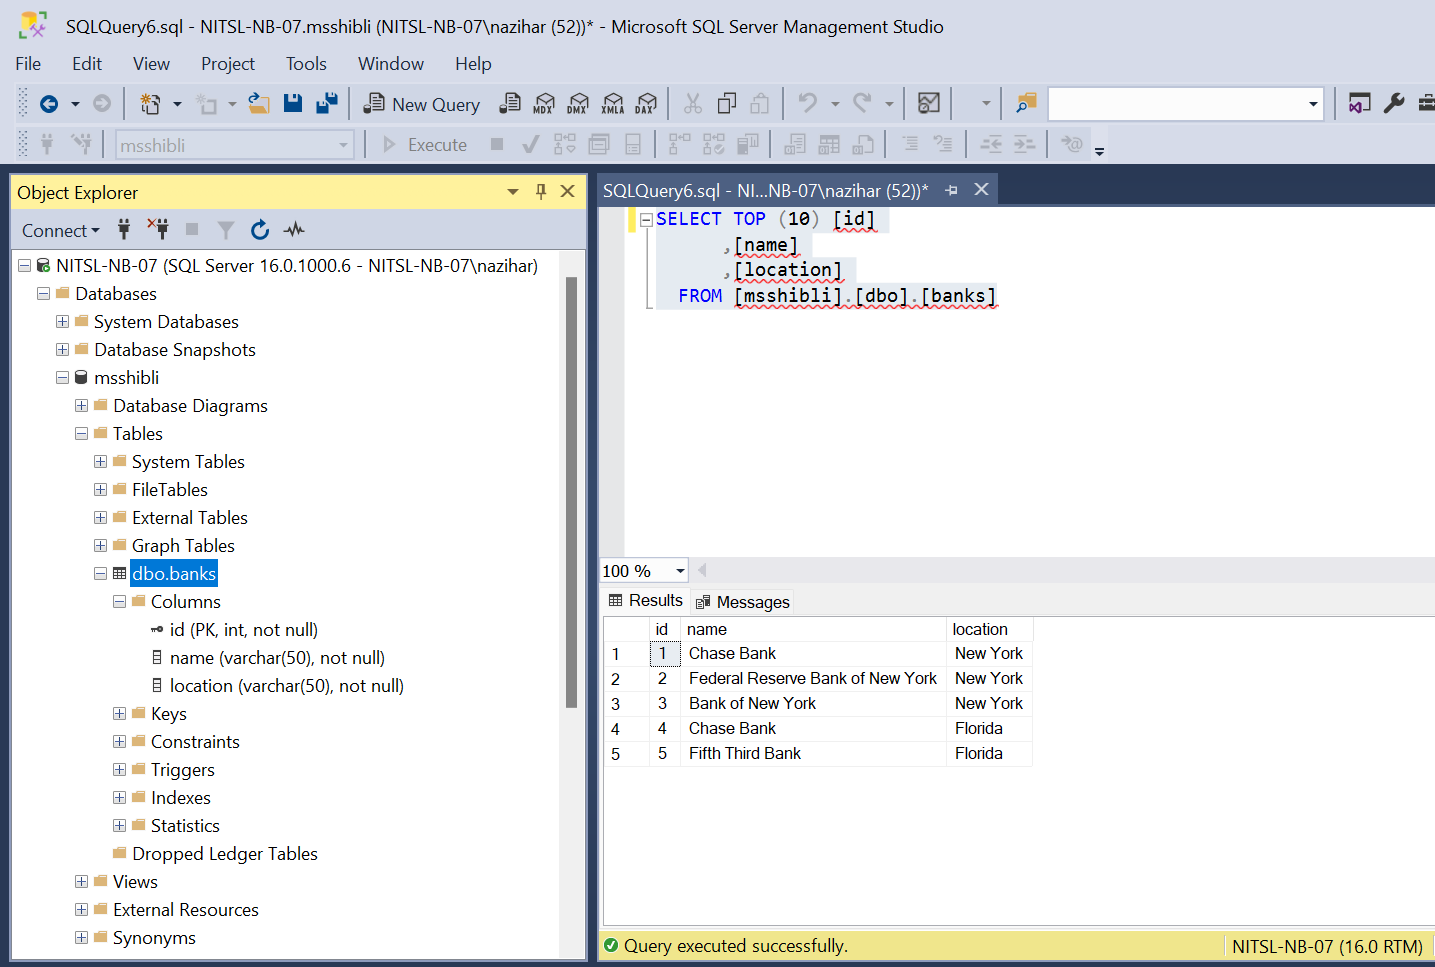 SQLQuery6.sql - NITSL-NB-07.msshibli (NITSL-NB-07\nazihar (52))* - Microsoft SQL Server Management Studio
File Edit View Project Tools Window Help
New Query MDX DMX XMLA DAX
msshibli Execute
Object Explorer
Connect
NITSL-NB-07 (SQL Server 16.0.1000.6 - NITSL-NB-07\nazihar)
Databases
System Databases
Database Snapshots
msshibli
Database Diagrams
Tables
System Tables
FileTables
External Tables
Graph Tables
dbo.banks
Columns
id (PK, int, not null)
name (varchar(50), not null)
location (varchar(50), not null)
Keys
Constraints
Triggers
Indexes
Statistics
Dropped Ledger Tables
Views
External Resources
Synonyms
SQLQuery6.sql - NI...NB-07\nazihar (52))*
SELECT TOP (10) [id]
,[name]
,[location]
FROM [msshibli].[dbo].[banks]
100 %
Results Messages
id name location
1 1 Chase Bank New York
2 2 Federal Reserve Bank of New York New York
3 3 Bank of New York New York
4 4 Chase Bank Florida
5 5 Fifth Third Bank Florida
Query executed successfully. NITSL-NB-07 (16.0 RTM)